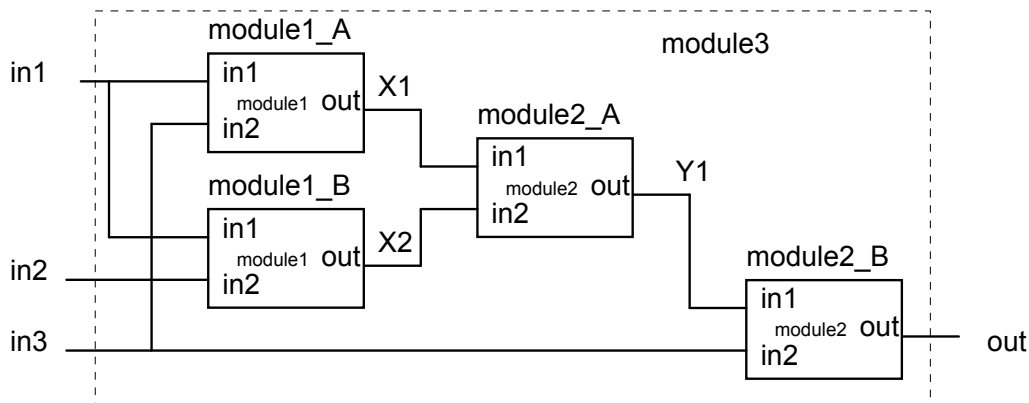 module1_A
module3
in1
in1
module1
out
in2
X1
module2_A
in1
module2
out
in2
Y1
module1_B
in1
module1
out
in2
X2
in2
module2_B
in1
module2
out
in2
in3
out